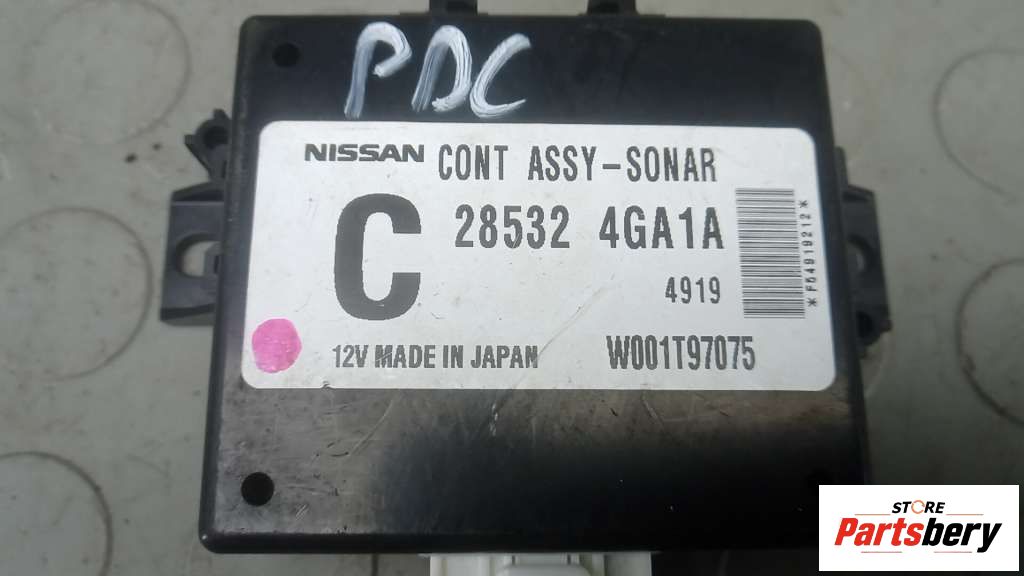 PDC
NISSAN CONT ASSY-SONAR
C
28532 4GA1A
4919
*F64919212*
12V MADE IN JAPAN
W001T97075
STORE
Partsbery